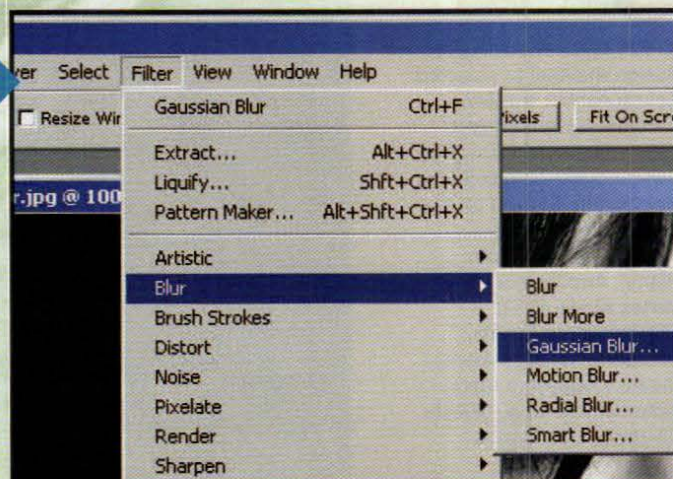 yer Select Filter View Window Help
Resize Wir
ixels Fit On Scr
Gaussian Blur Ctrl+F
Extract... Alt+Ctrl+X
Liquify... Shft+Ctrl+X
Pattern Maker... Alt+Shft+Ctrl+X
r.jpg @ 100
Artistic
Blur
Brush Strokes
Distort
Noise
Pixelate
Render
Sharpen
Blur
Blur More
Gaussian Blur...
Motion Blur...
Radial Blur...
Smart Blur...